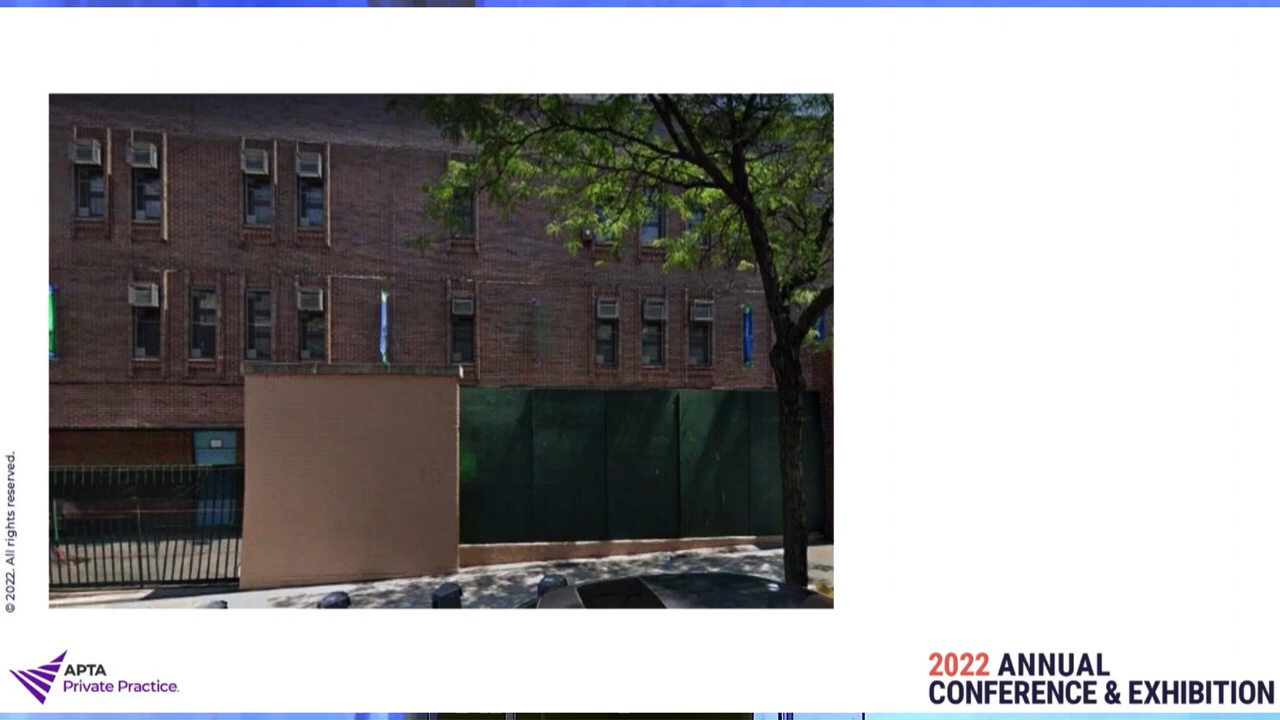 © 2022. All rights reserved.
APTA
Private Practice.
2022 ANNUAL
CONFERENCE & EXHIBITION